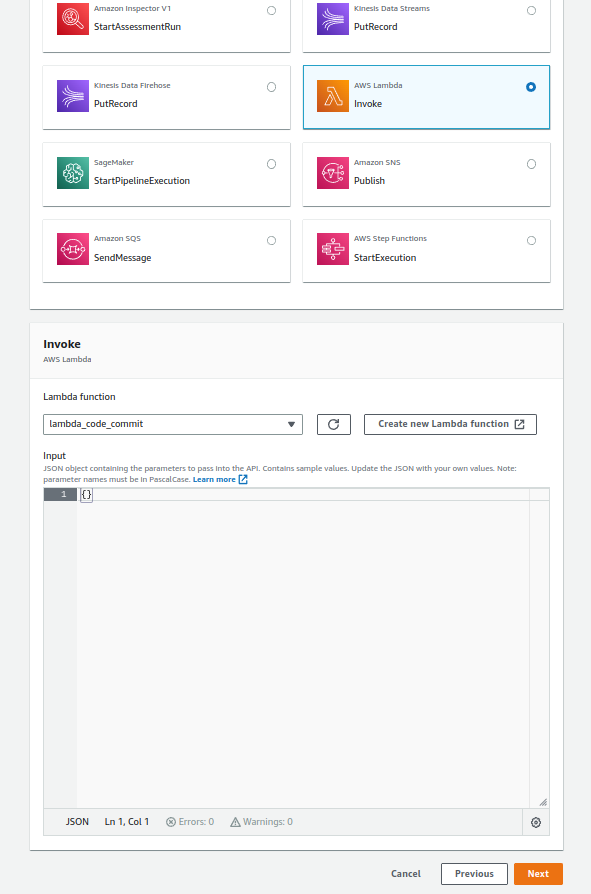 Amazon Inspector V1
StartAssessmentRun
Kinesis Data Streams
PutRecord
Kinesis Data Firehose
PutRecord
AWS Lambda
Invoke
SageMaker
StartPipelineExecution
Amazon SNS
Publish
Amazon SQS
SendMessage
AWS Step Functions
StartExecution
Invoke
AWS Lambda
Lambda function
lambda_code_commit
Create new Lambda function
Input
JSON object containing the parameters to pass into the API. Contains sample values. Update the JSON with your own values. Note:
parameter names must be in PascalCase. Learn more
1 {}
JSON Ln 1, Col 1 Errors: 0 Warnings: 0
Cancel Previous Next